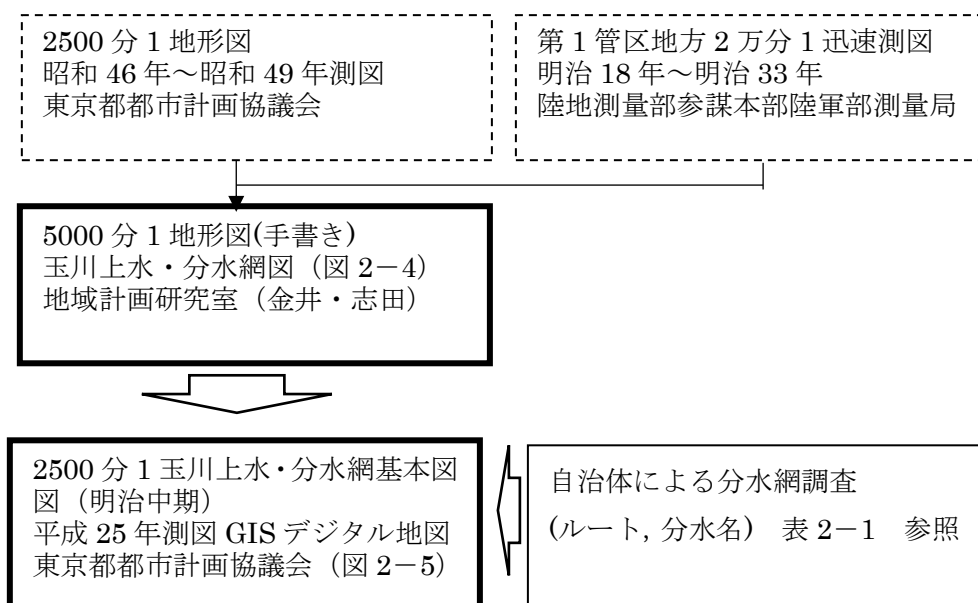 2500 分 1 地形図
昭和 46 年～昭和 49 年測図
東京都都市計画協議会
第 1 管区地方 2 万分 1 迅速測図
明治 18 年～明治 33 年
陸地測量部参謀本部陸軍部測量局
5000 分 1 地形図(手書き)
玉川上水・分水網図（図 2－4）
地域計画研究室（金井・志田）
2500 分 1 玉川上水・分水網基本図
図（明治中期）
平成 25 年測図 GIS デジタル地図
東京都都市計画協議会（図 2－5）
自治体による分水網調査
(ルート, 分水名)　表 2－1　参照